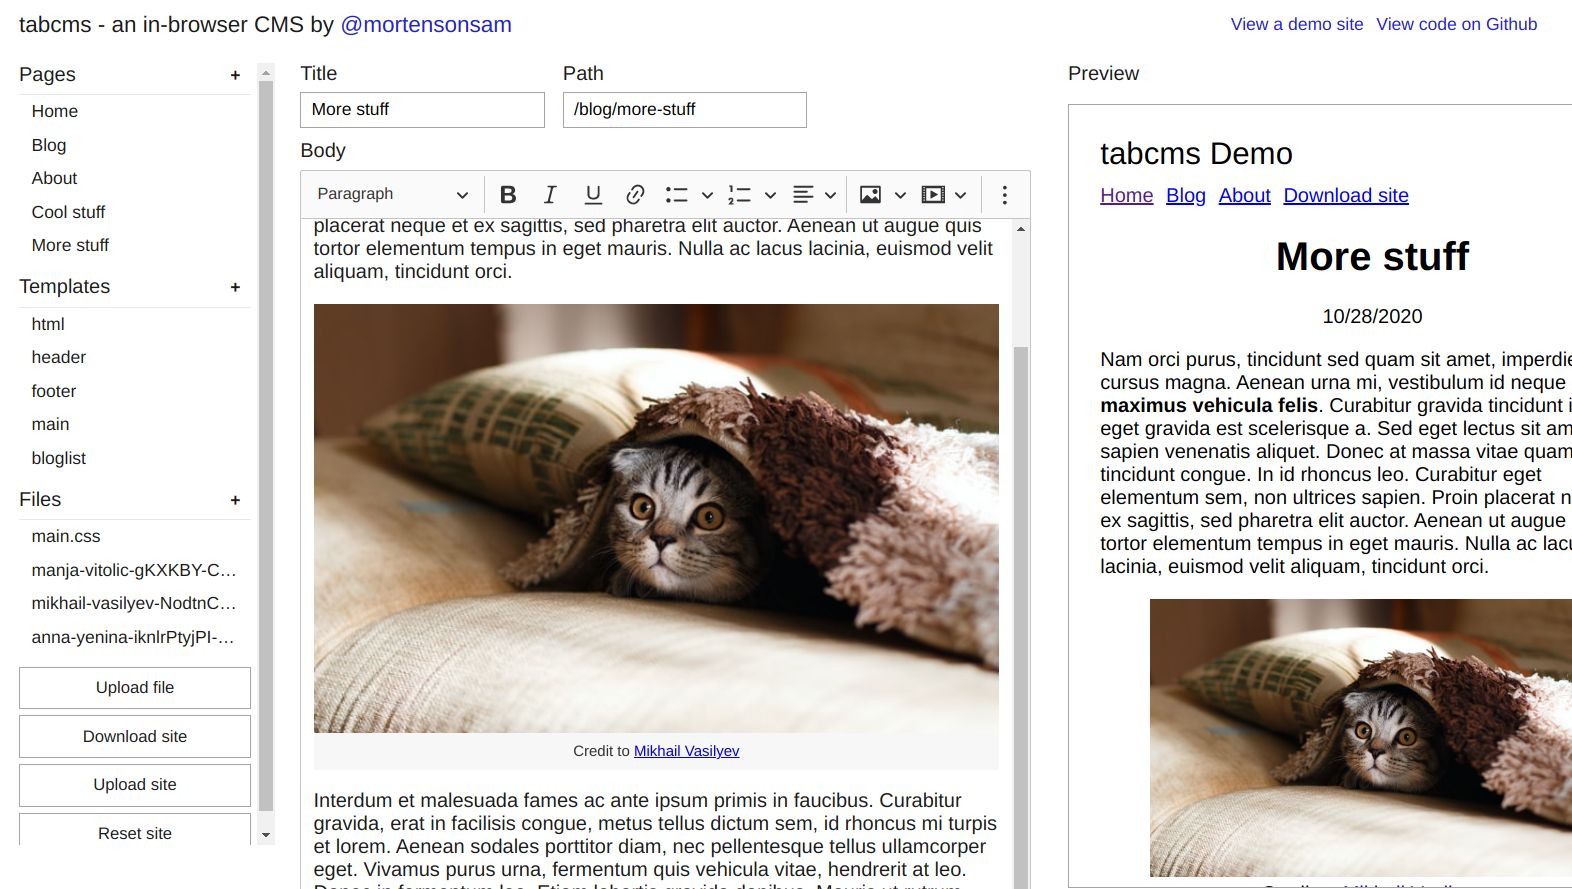 tabcms - an in-browser CMS by @mortensonsam
View a demo site View code on Github
Pages +
Home
Blog
About
Cool stuff
More stuff
Templates +
html
header
footer
main
bloglist
Files +
main.css
manja-vitolic-gKXKBY-C…
mikhail-vasilyev-NodtnC…
anna-yenina-iknlrPtyjPI-…
Upload file
Download site
Upload site
Reset site
Title
More stuff
Path
/blog/more-stuff
Body
Paragraph
placerat neque et ex sagittis, sed pharetra elit auctor. Aenean ut augue quis
tortor elementum tempus in eget mauris. Nulla ac lacus lacinia, euismod velit
aliquam, tincidunt orci.
Credit to Mikhail Vasilyev
Interdum et malesuada fames ac ante ipsum primis in faucibus. Curabitur
gravida, erat in facilisis congue, metus tellus dictum sem, id rhoncus mi turpis
et lorem. Aenean sodales porttitor diam, nec pellentesque tellus ullamcorper
eget. Vivamus purus urna, fermentum quis vehicula vitae, hendrerit at leo.
Preview
tabcms Demo
Home Blog About Download site
More stuff
10/28/2020
Nam orci purus, tincidunt sed quam sit amet, imperdie
cursus magna. Aenean urna mi, vestibulum id neque
maximus vehicula felis. Curabitur gravida tincidunt i
eget gravida est scelerisque a. Sed eget lectus sit am
sapien venenatis aliquet. Donec at massa vitae quam
tincidunt congue. In id rhoncus leo. Curabitur eget
elementum sem, non ultrices sapien. Proin placerat n
ex sagittis, sed pharetra elit auctor. Aenean ut augue
tortor elementum tempus in eget mauris. Nulla ac lacu
lacinia, euismod velit aliquam, tincidunt orci.